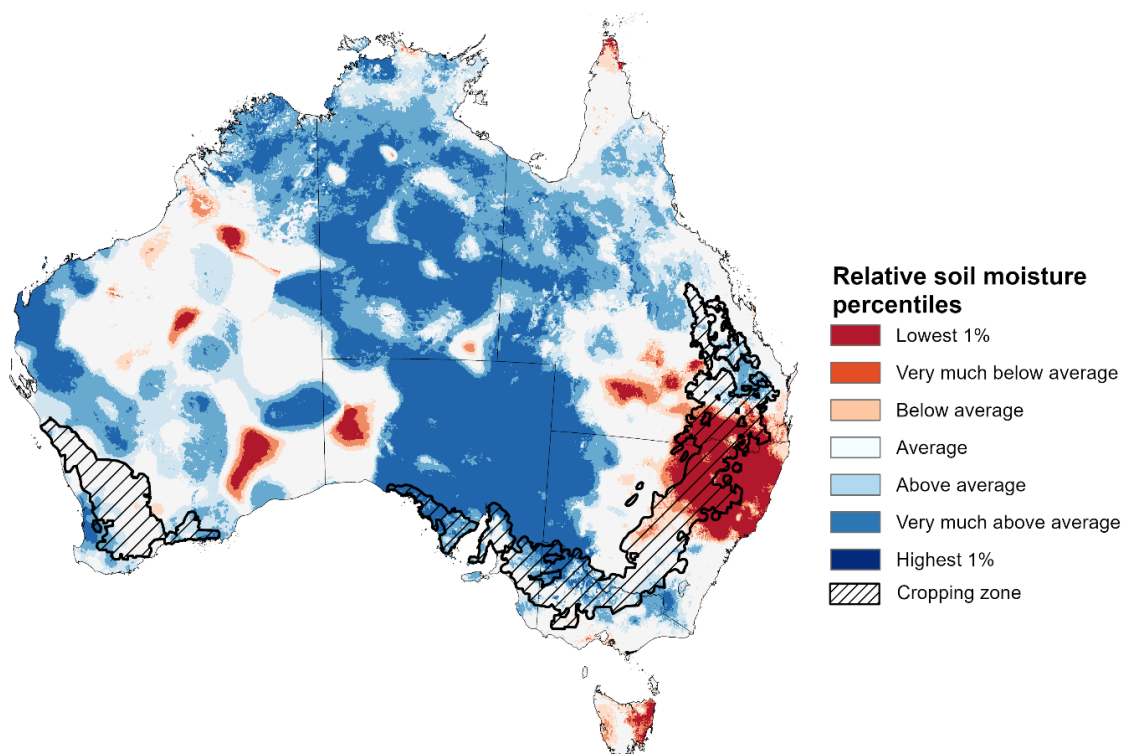 Relative soil moisture
percentiles
Lowest 1%
Very much below average
Below average
Average
Above average
Very much above average
Highest 1%
Cropping zone